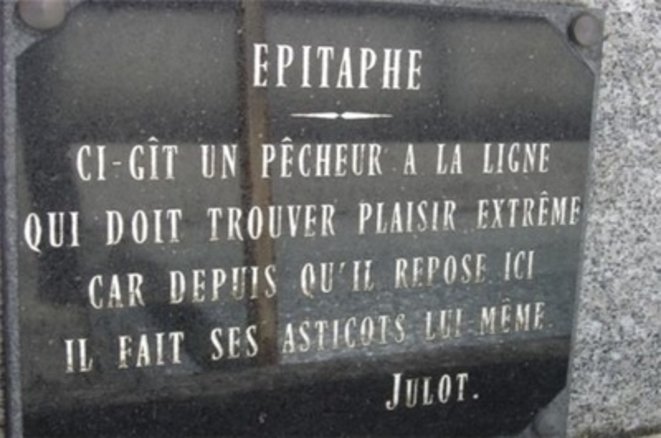 EPITAPHE
CI-GÎT UN PÊCHEUR A LA LIGNE
QUI DOIT TROUVER PLAISIR EXTRÊME
CAR DEPUIS QU'IL REPOSE ICI
IL FAIT SES ASTICOTS LUI-MÊME.
JULOT.